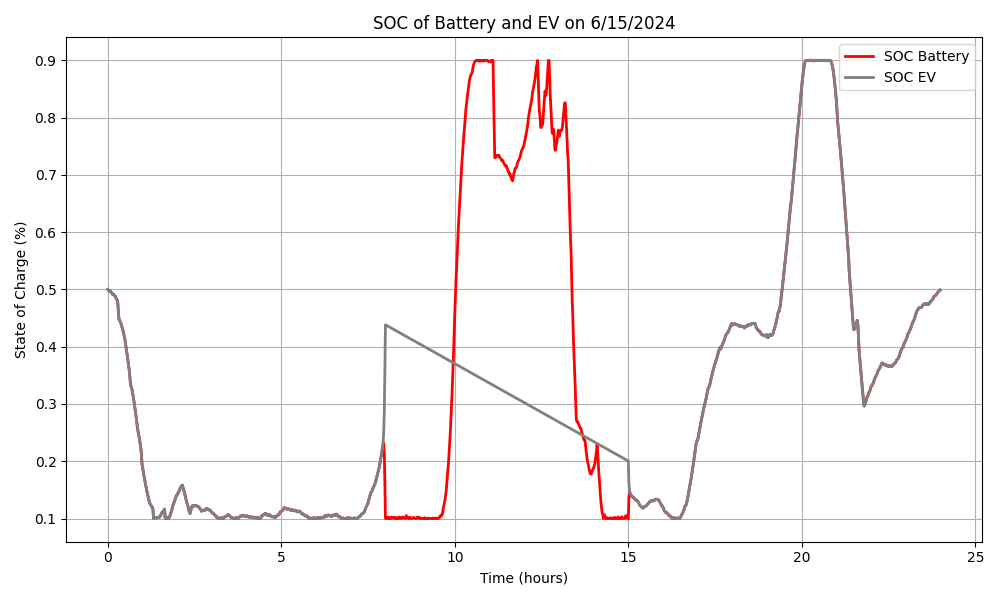 SOC of Battery and EV on 6/15/2024
SOC Battery
SOC EV
State of Charge (%)
0.9
0.8
0.7
0.6
0.5
0.4
0.3
0.2
0.1
0 5 10 15 20 25
Time (hours)